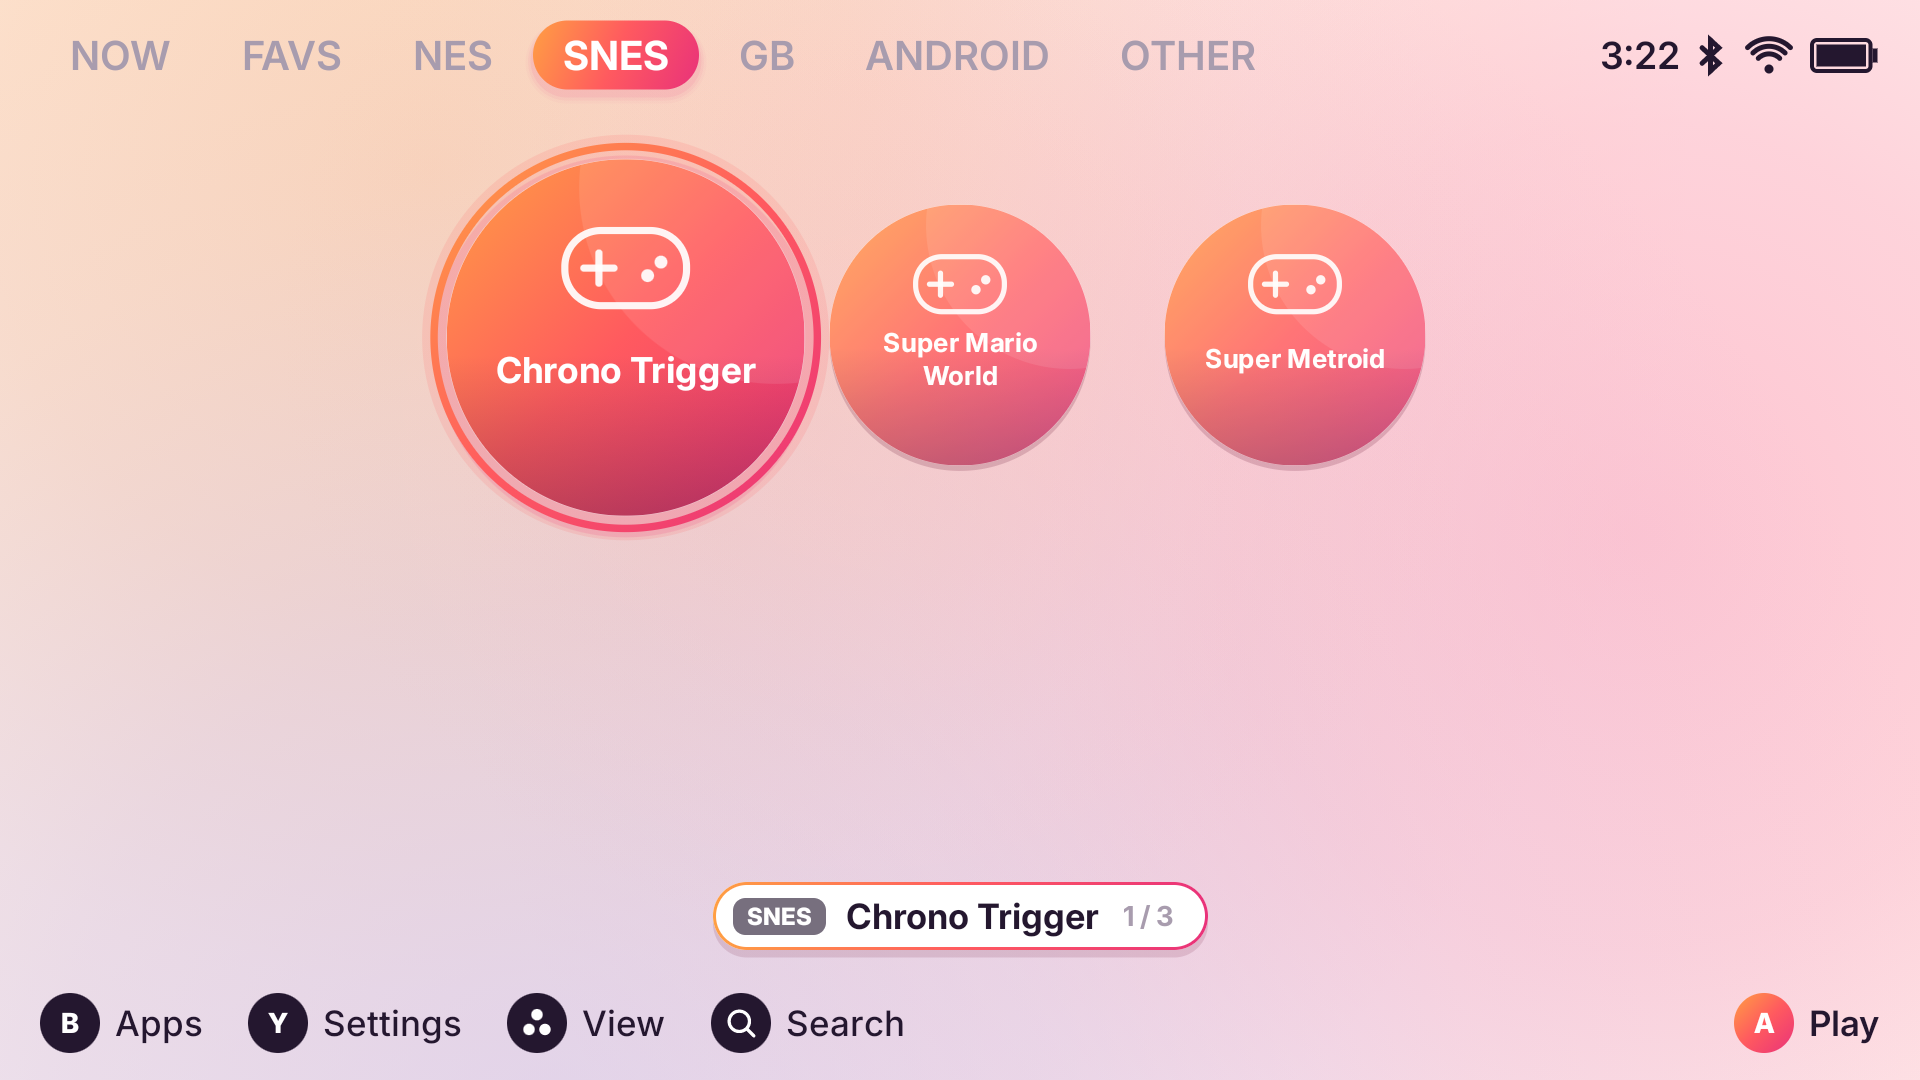 NOW FAVS NES SNES GB ANDROID OTHER 3:22
Chrono Trigger
Super Mario
World
Super Metroid
SNES Chrono Trigger 1 / 3
B Apps Y Settings View Search A Play